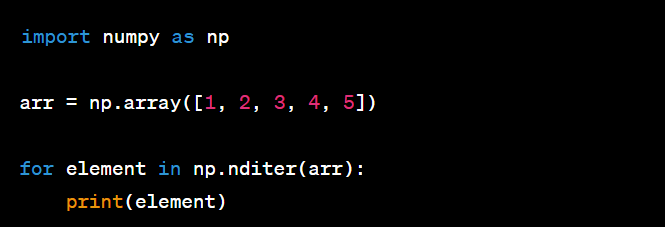 import numpy as np
arr = np.array([1, 2, 3, 4, 5])
for element in np.nditer(arr):
    print(element)